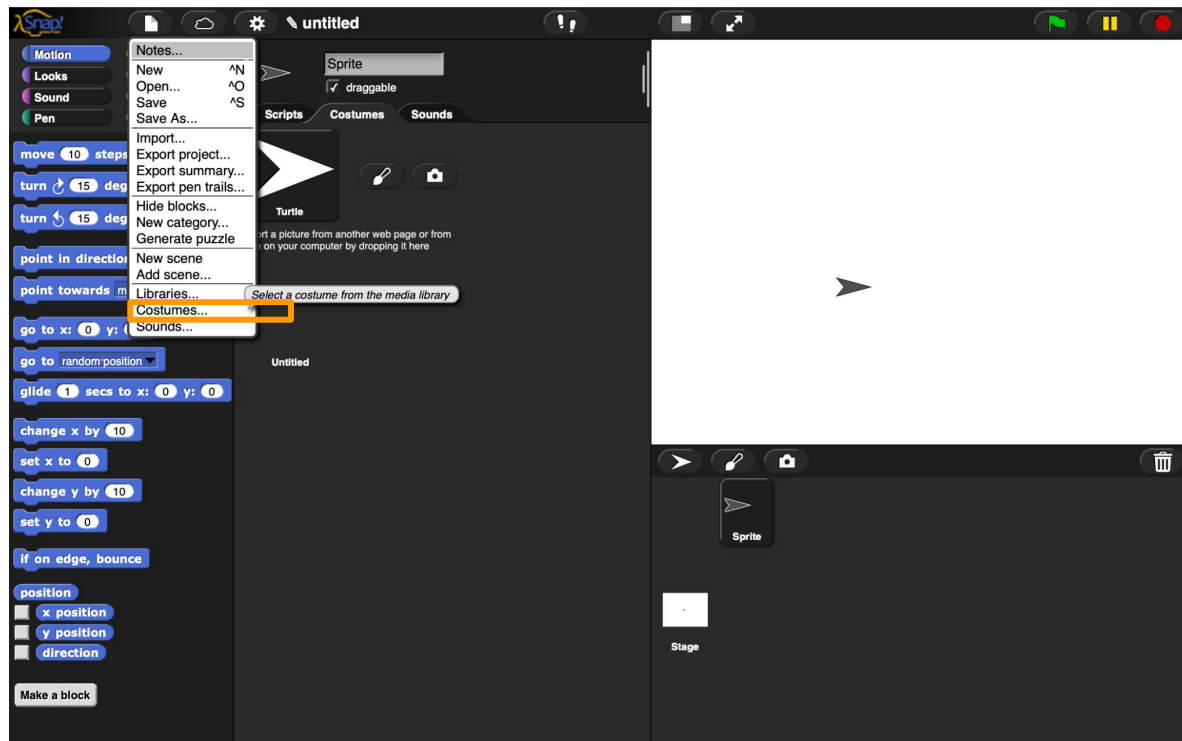 Snap!
untitled
Motion
Looks
Sound
Pen
Notes...
New ^N
Open... ^O
Save ^S
Save As...
Import...
Export project...
Export summary...
Export pen trails...
Hide blocks...
New category...
Generate puzzle
New scene
Add scene...
Libraries...
Costumes...
Sounds...
Select a costume from the media library
Sprite
draggable
Scripts Costumes Sounds
Turtle
a picture from another web page or from
on your computer by dropping it here
Untitled
move 10 steps
turn 15 deg
turn 15 deg
point in direction
point towards m
go to x: 0 y:
go to random position
glide 1 secs to x: 0 y: 0
change x by 10
set x to 0
change y by 10
set y to 0
if on edge, bounce
position
x position
y position
direction
Make a block
Sprite
Stage